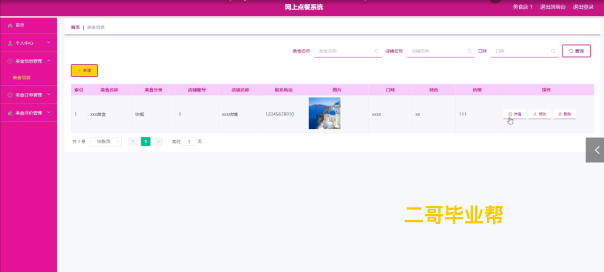 网上点餐系统
美食店 1 退出到前台 退出登录
首页
首页 | 美食信息
个人中心
美食信息管理
美食信息
美食订单管理
美食评价管理
美食名称 美食名称 店铺名称 店铺名称 口味 口味 查询
+ 新增
索引 美食名称 美食分类 店铺账号 店铺名称 联系电话 图片 口味 特色 价格 操作
1 xxx美食 1 xxx店铺 12345678910 xxxx xx 111 详情 修改 删除
共 1 条 10条/页 < 1 > 前往 1 页
二哥毕业帮